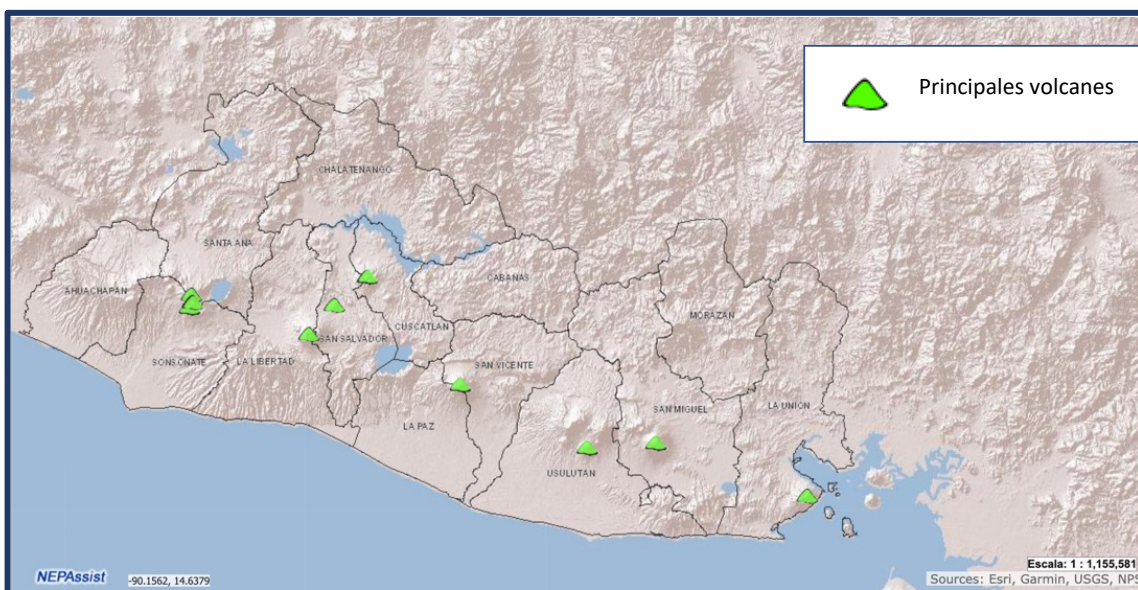 Principales volcanes
CHALATENANGO
SANTA ANA
CABAÑAS
AHUACHAPÁN
MORAZAN
CUSCATLAN
SAN SALVADOR
SONSONATE
LA LIBERTAD
SAN VICENTE
LA UNION
SAN MIGUEL
LA PAZ
USULUTAN
Escala: 1 : 1,155,581
NEPAssist
-90.1562, 14.6379
Sources: Esri, Garmin, USGS, NPS